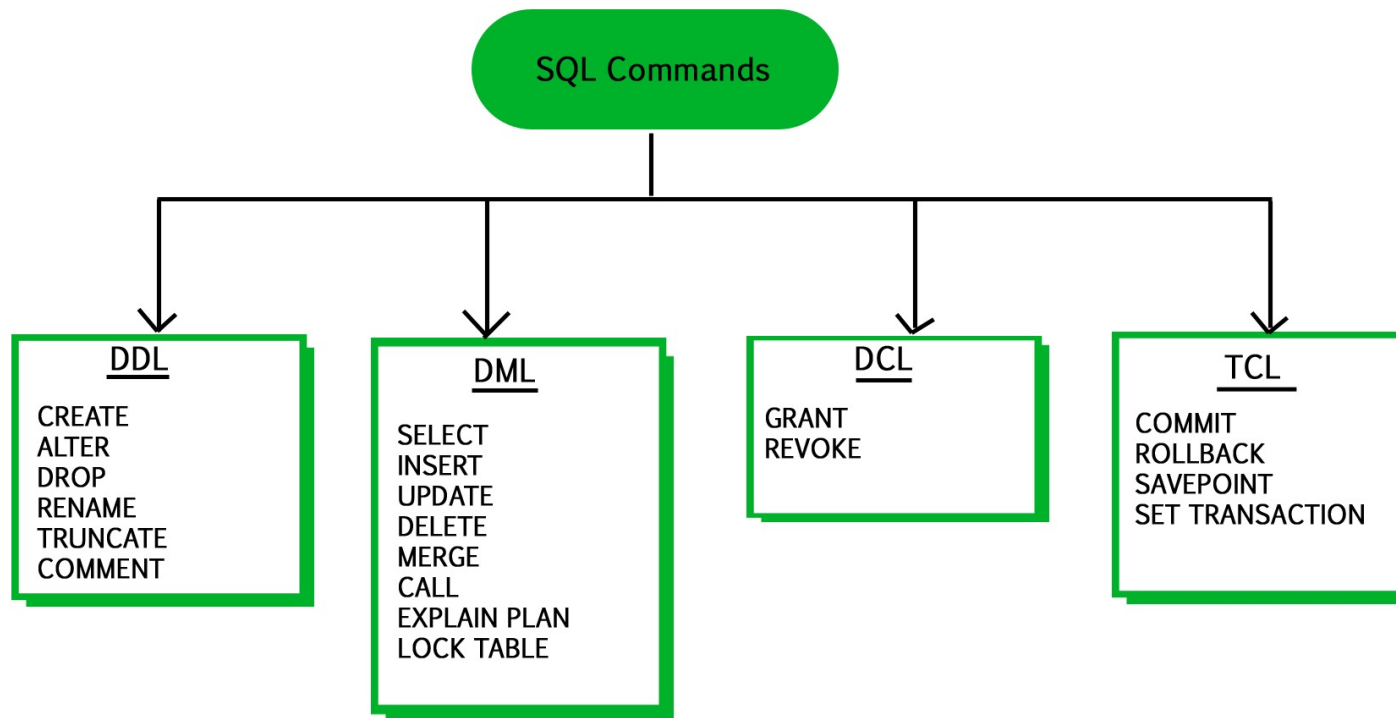 SQL Commands
DDL
CREATE
ALTER
DROP
RENAME
TRUNCATE
COMMENT
DML
SELECT
INSERT
UPDATE
DELETE
MERGE
CALL
EXPLAIN PLAN
LOCK TABLE
DCL
GRANT
REVOKE
TCL
COMMIT
ROLLBACK
SAVEPOINT
SET TRANSACTION